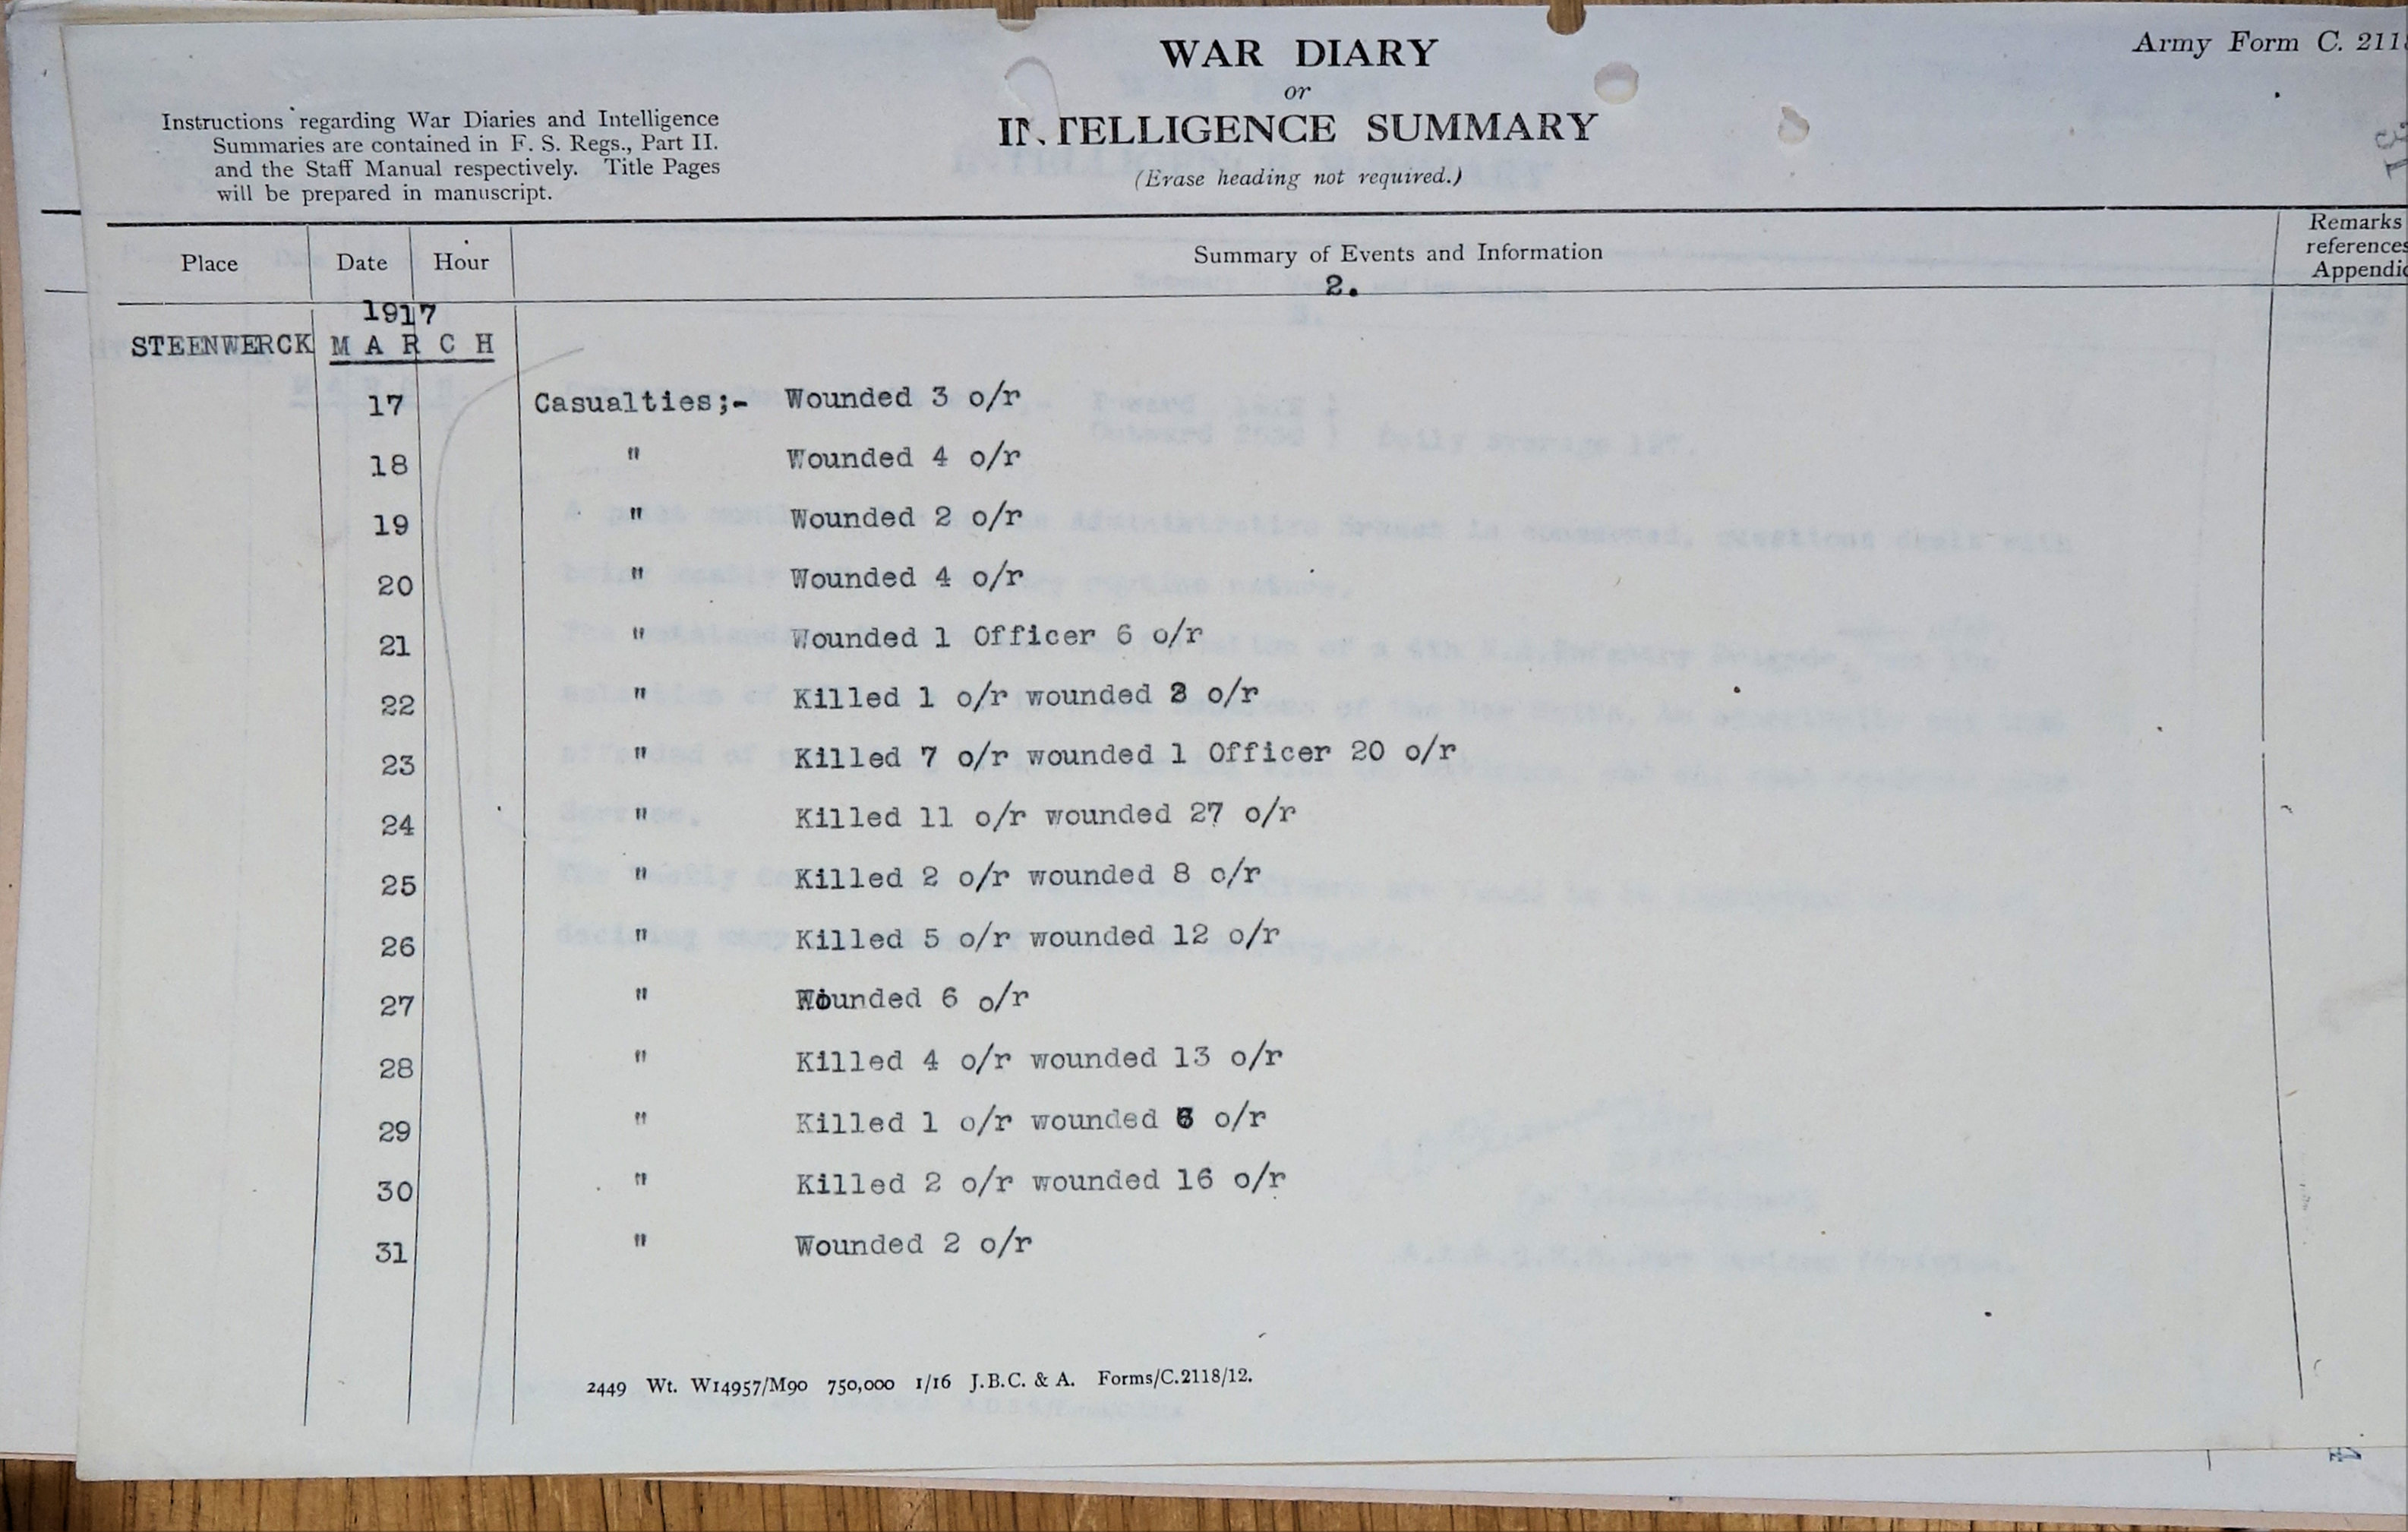 WAR DIARY
Army Form C. 211
or
INTELLIGENCE SUMMARY
(Erase heading not required.)
Instructions regarding War Diaries and Intelligence
Summaries are contained in F. S. Regs., Part II.
and the Staff Manual respectively. Title Pages
will be prepared in manuscript.
Place Date Hour Summary of Events and Information Remarks
references
2.
1917
STEENWERCK M A R C H
17 Casualties;- Wounded 3 o/r
18 " Wounded 4 o/r
19 " Wounded 2 o/r
20 " Wounded 4 o/r
21 " Wounded 1 Officer 6 o/r
22 " Killed 1 o/r wounded o/r
23 " Killed 7 o/r wounded 1 Officer 20 o/r
24 " Killed 11 o/r wounded 27 o/r
25 " Killed 2 o/r wounded 8 o/r
26 " Killed 5 o/r wounded 12 o/r
27 " Wounded 6 o/r
28 " Killed 4 o/r wounded 13 o/r
29 " Killed 1 o/r wounded o/r
30 " Killed 2 o/r wounded 16 o/r
31 " Wounded 2 o/r
2449 Wt. W14957/M90 750,000 1/16 J.B.C. & A. Forms/C.2118/12.